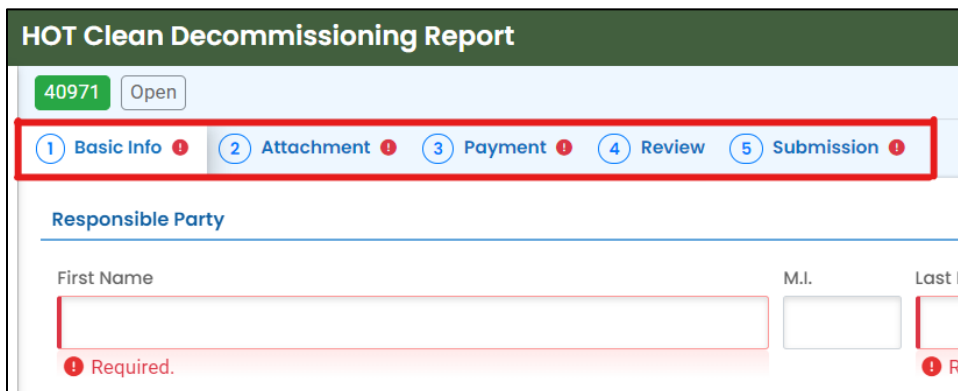 HOT Clean Decommissioning Report
40971 Open
1 Basic Info 2 Attachment 3 Payment 4 Review 5 Submission
Responsible Party
First Name M.I. Last
Required.